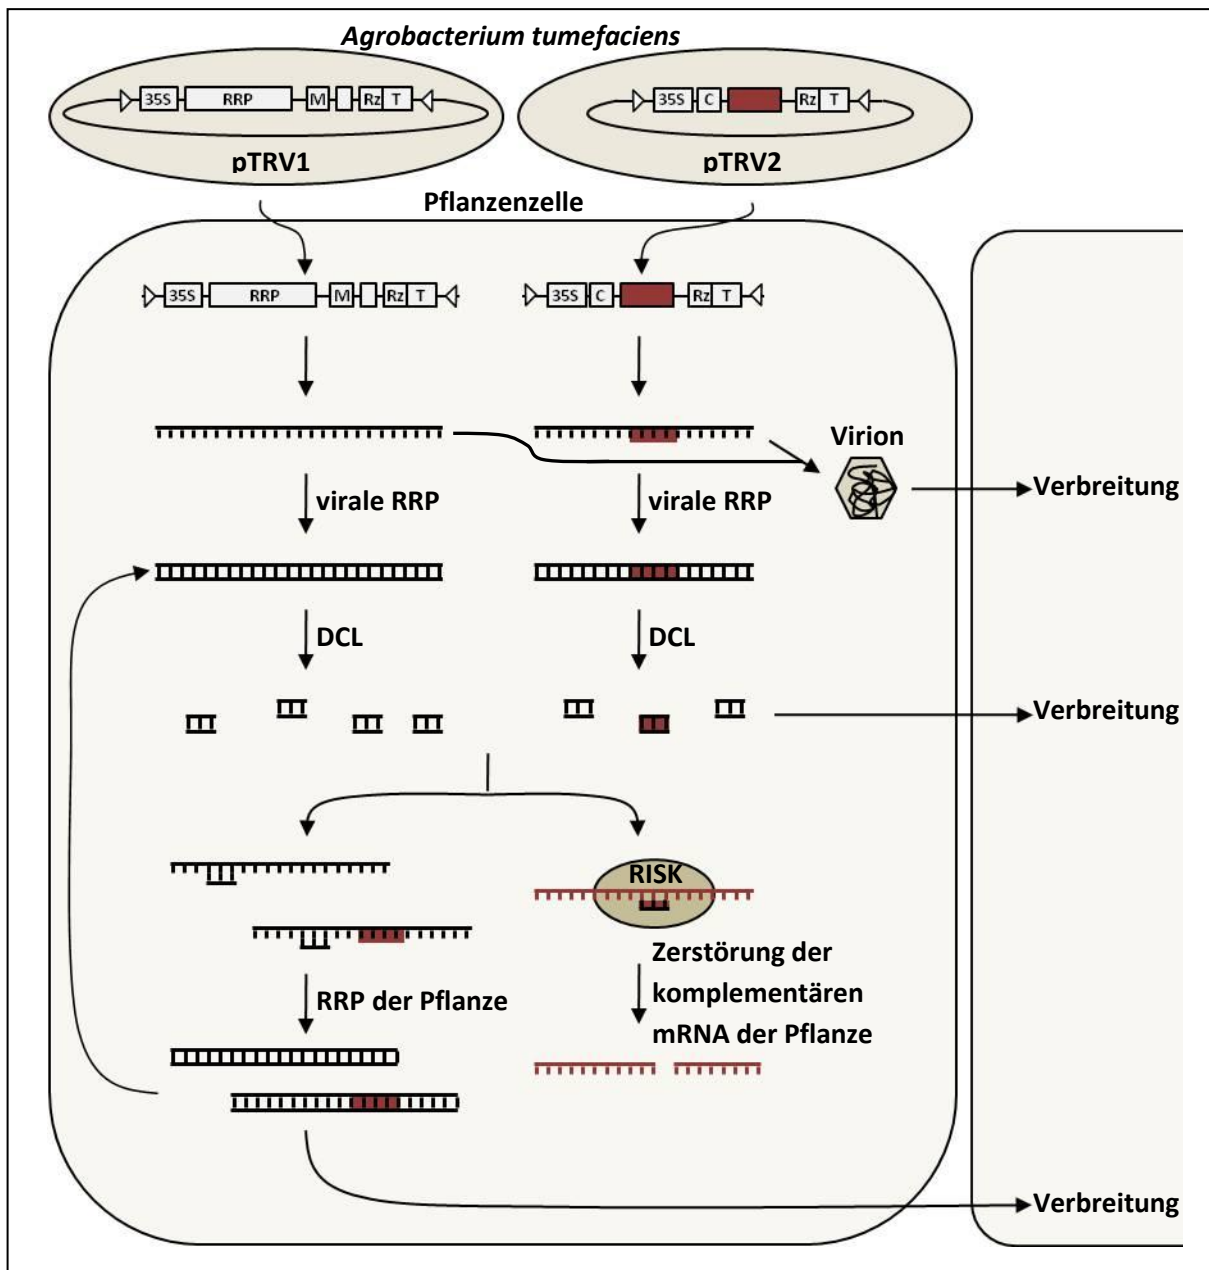 Agrobacterium tumefaciens
35S RRP M Rz T
35S C Rz T
pTRV1
pTRV2
Pflanzenzelle
35S RRP M Rz T
35S C Rz T
Virion
virale RRP
virale RRP
Verbreitung
DCL
DCL
Verbreitung
RISK
Zerstörung der
komplementären
mRNA der Pflanze
RRP der Pflanze
Verbreitung